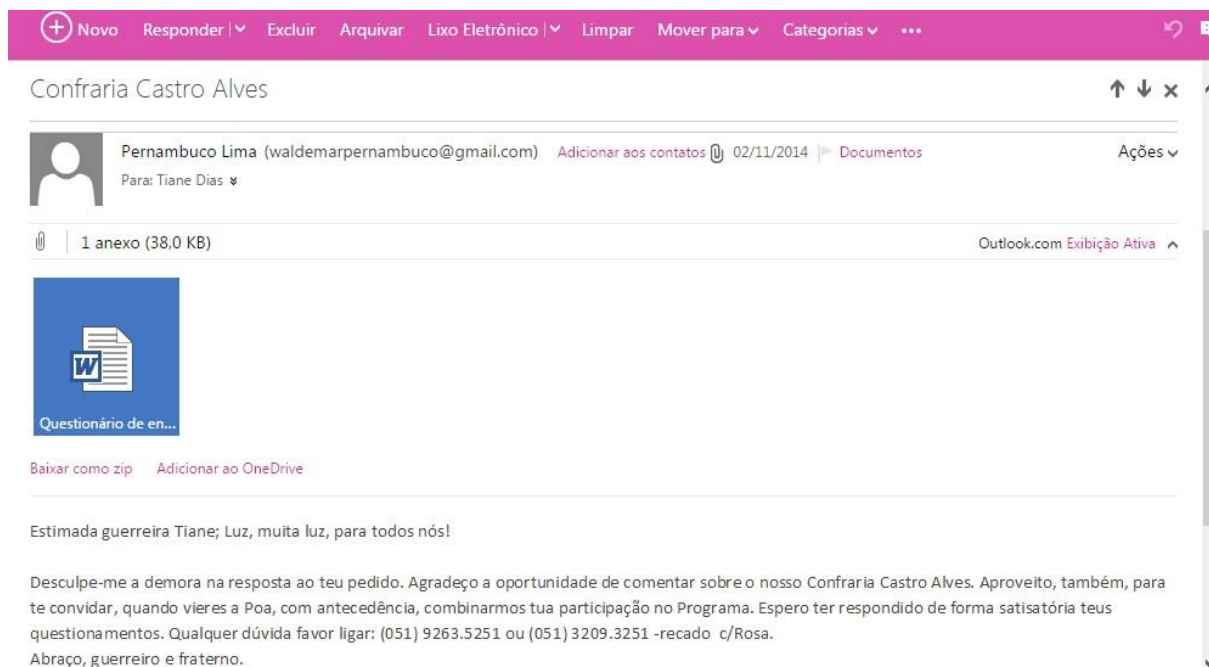 Novo Responder Excluir Arquivar Lixo Eletrônico Limpar Mover para Categorias ...
Confraria Castro Alves
Pernambuco Lima (waldemarpernambuco@gmail.com) Adicionar aos contatos 02/11/2014 Documentos Ações
Para: Tiane Dias
1 anexo (38,0 KB) Outlook.com Exibição Ativa
W
Questionário de en...
Baixar como zip Adicionar ao OneDrive
Estimada guerreira Tiane; Luz, muita luz, para todos nós!
Desculpe-me a demora na resposta ao teu pedido. Agradeço a oportunidade de comentar sobre o nosso Confraria Castro Alves. Aproveito, também, para
te convidar, quando vieres a Poa, com antecedência, combinarmos tua participação no Programa. Espero ter respondido de forma satisatória teus
questionamentos. Qualquer dúvida favor ligar: (051) 9263.5251 ou (051) 3209.3251 -recado c/Rosa.
Abraço, guerreiro e fraterno.